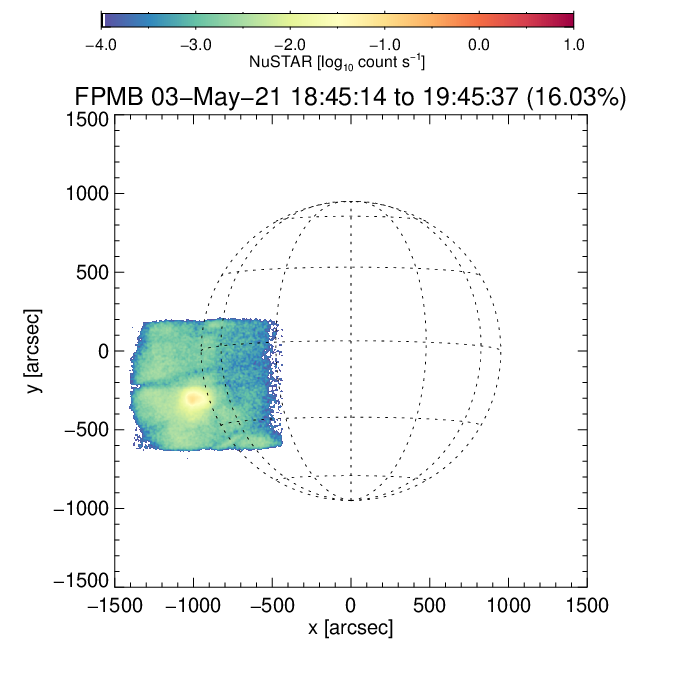 −4.0 −3.0 −2.0 −1.0 0.0 1.0
NuSTAR [log₁₀ count s⁻¹]
FPMB 03−May−21 18:45:14 to 19:45:37 (16.03%)
1500
1000
500
0
−500
−1000
−1500
y [arcsec]
−1500 −1000 −500 0 500 1000 1500
x [arcsec]